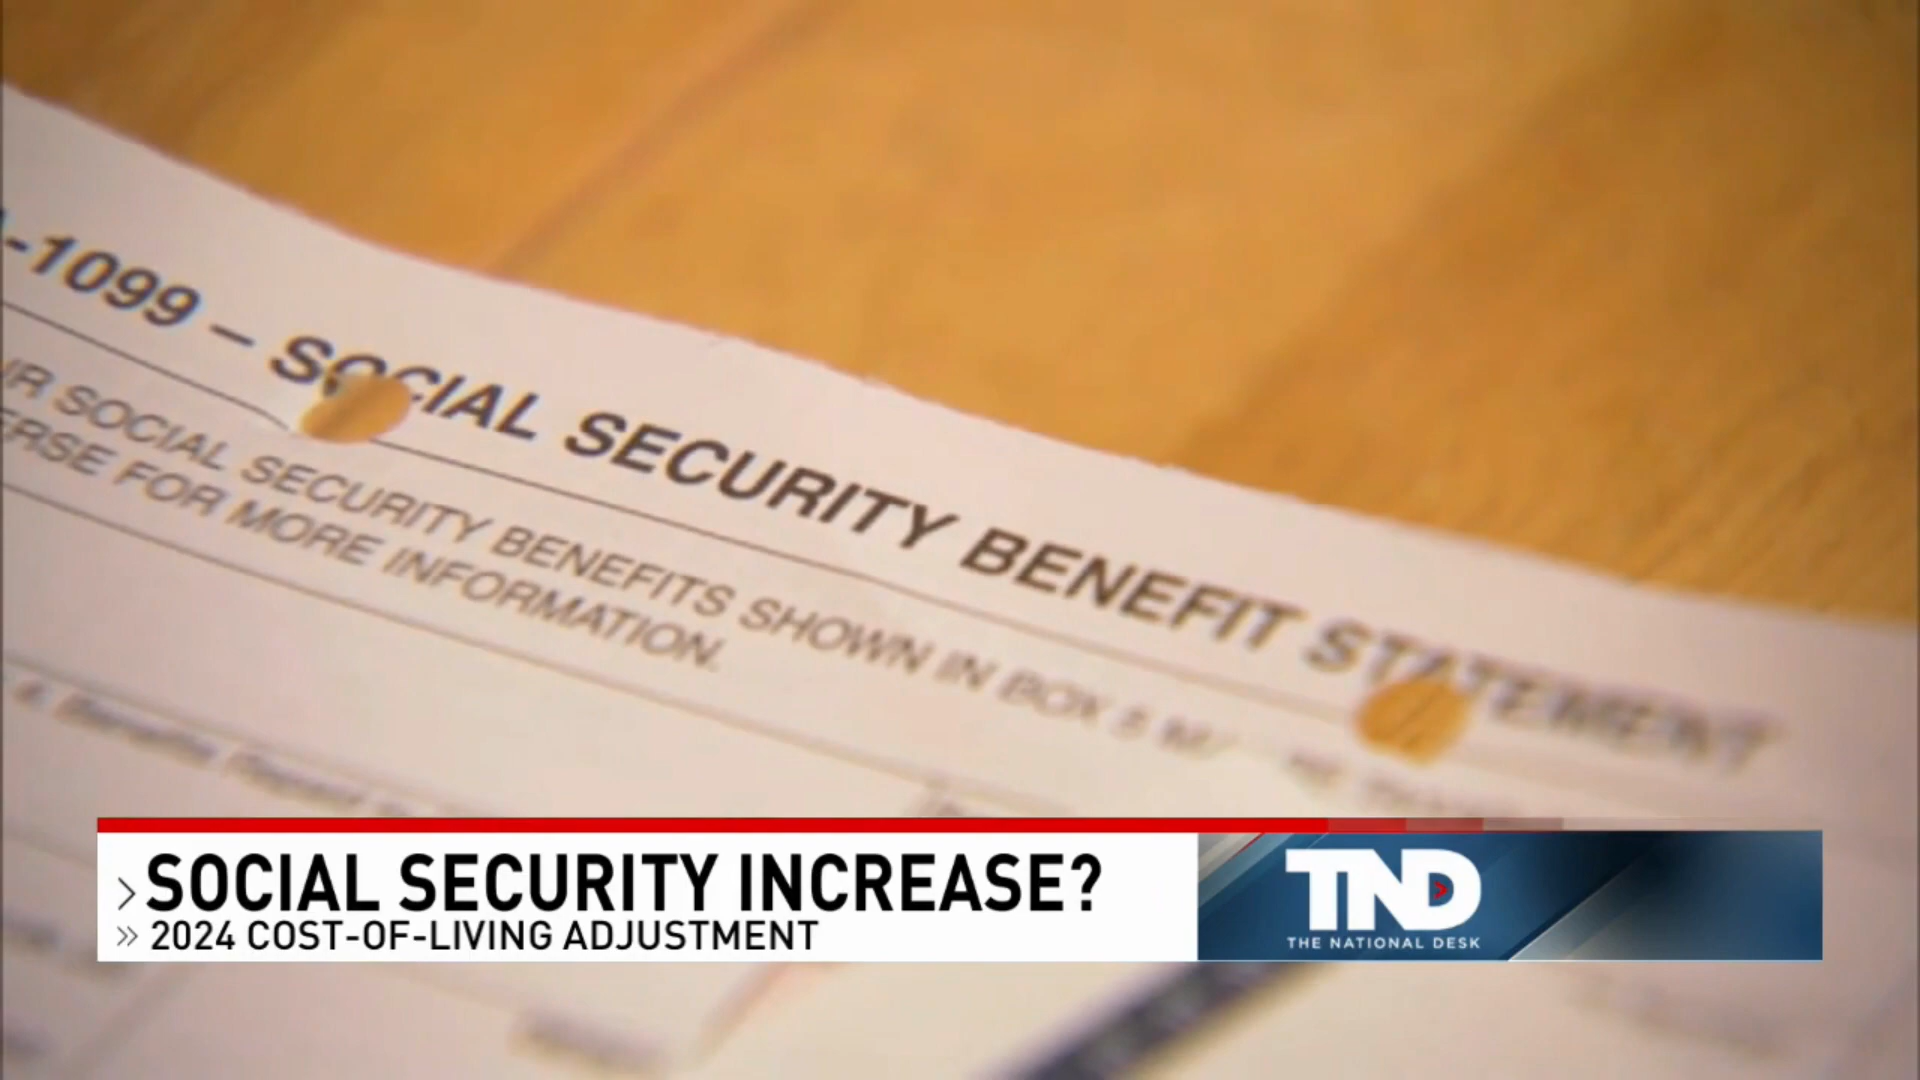 -1099 – SOCIAL SECURITY BENEFIT STATEMENT
SOCIAL SECURITY BENEFITS SHOWN IN BOX 5
FOR MORE INFORMATION.
SOCIAL SECURITY INCREASE?
2024 COST-OF-LIVING ADJUSTMENT
TND
THE NATIONAL DESK